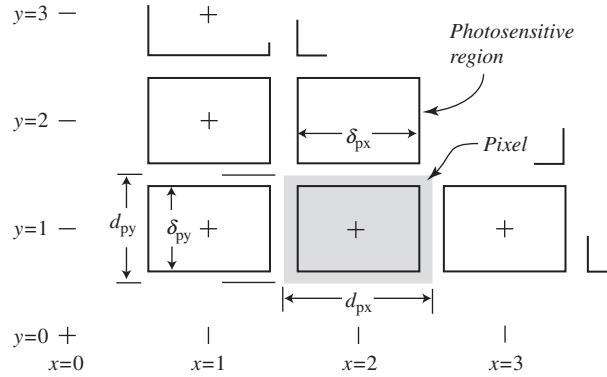 y=3
Photosensitive
region
y=2
δpx
Pixel
y=1
dpy
δpy
dpx
y=0
x=0
x=1
x=2
x=3